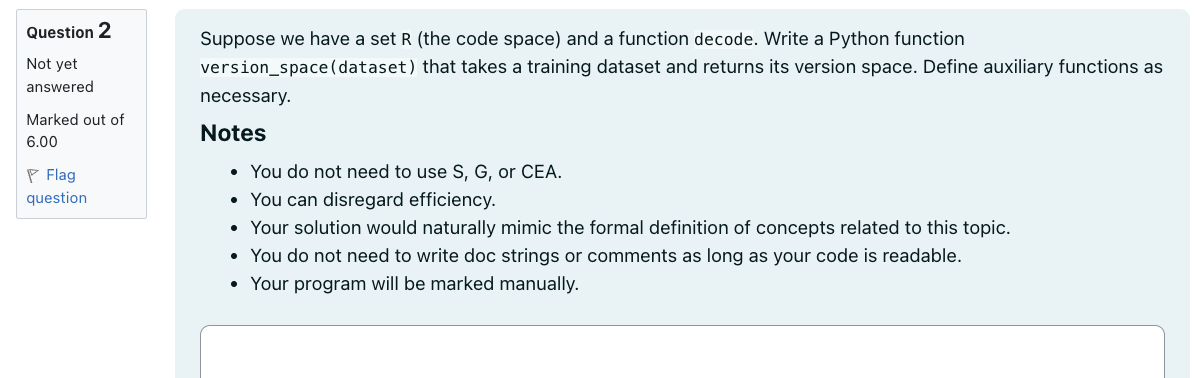 Question 2
Not yet
answered
Marked out of
6.00
Flag
question
Suppose we have a set R (the code space) and a function decode. Write a Python function
version_space(dataset) that takes a training dataset and returns its version space. Define auxiliary functions as
necessary.
Notes
• You do not need to use S, G, or CEA.
• You can disregard efficiency.
• Your solution would naturally mimic the formal definition of concepts related to this topic.
• You do not need to write doc strings or comments as long as your code is readable.
• Your program will be marked manually.